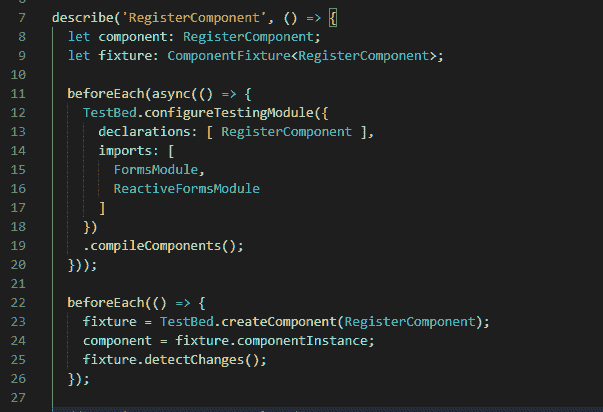 7 describe('RegisterComponent', () => {
8 let component: RegisterComponent;
9 let fixture: ComponentFixture<RegisterComponent>;
10
11 beforeEach(async(() => {
12 TestBed.configureTestingModule({
13 declarations: [ RegisterComponent ],
14 imports: [
15 FormsModule,
16 ReactiveFormsModule
17 ]
18 })
19 .compileComponents();
20 }));
21
22 beforeEach(() => {
23 fixture = TestBed.createComponent(RegisterComponent);
24 component = fixture.componentInstance;
25 fixture.detectChanges();
26 });
27